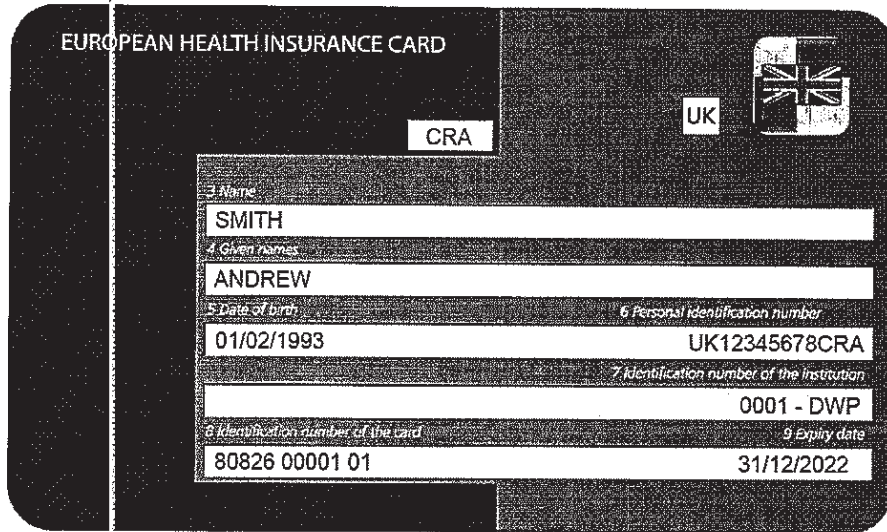 EUROPEAN HEALTH INSURANCE CARD
UK
CRA
3 Name
SMITH
4 Given names
ANDREW
5 Date of birth 6 Personal identification number
01/02/1993 UK12345678CRA
7 Identification number of the institution
0001 - DWP
8 Identification number of the card 9 Expiry date
80826 00001 01 31/12/2022